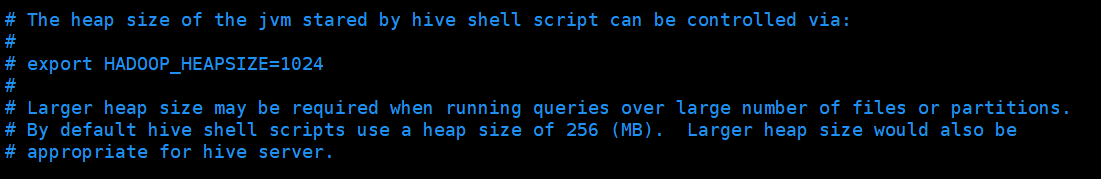 # The heap size of the jvm stared by hive shell script can be controlled via:
#
# export HADOOP_HEAPSIZE=1024
#
# Larger heap size may be required when running queries over large number of files or partitions.
# By default hive shell scripts use a heap size of 256 (MB).  Larger heap size would also be
# appropriate for hive server.